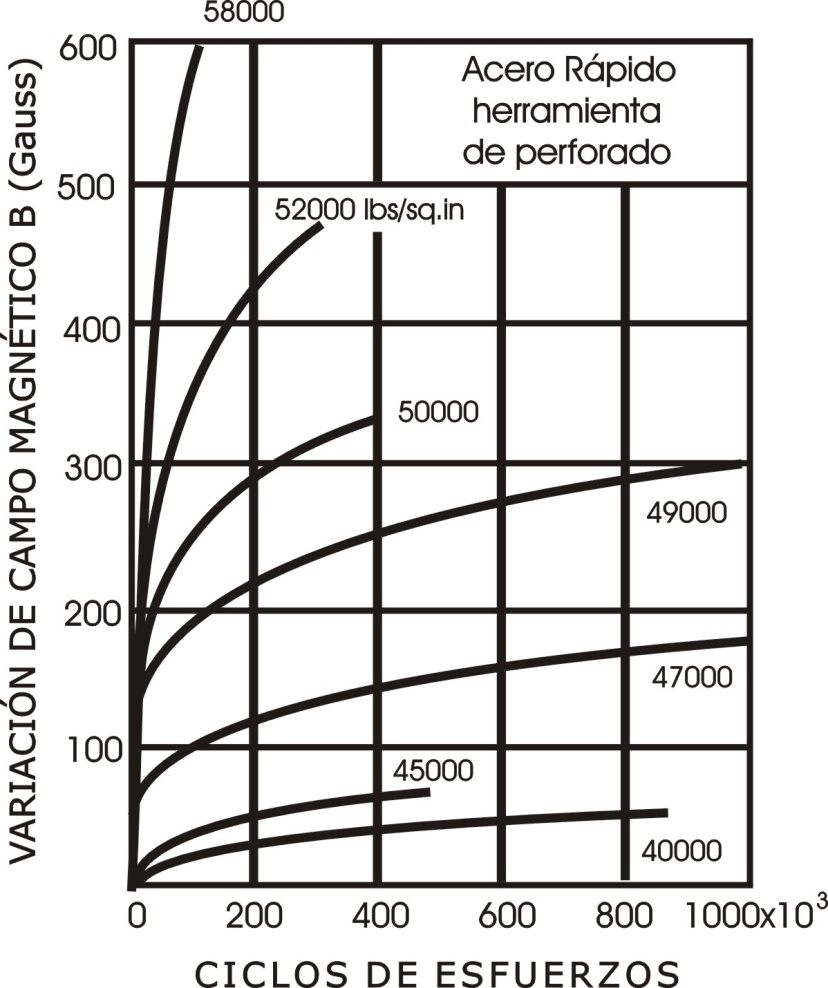 58000
600
Acero Rápido
herramienta
de perforado
500
52000 lbs/sq.in
400
50000
300
49000
200
47000
100
45000
40000
0 200 400 600 800 1000x10³
CICLOS DE ESFUERZOS
VARIACIÓN DE CAMPO MAGNÉTICO B (Gauss)